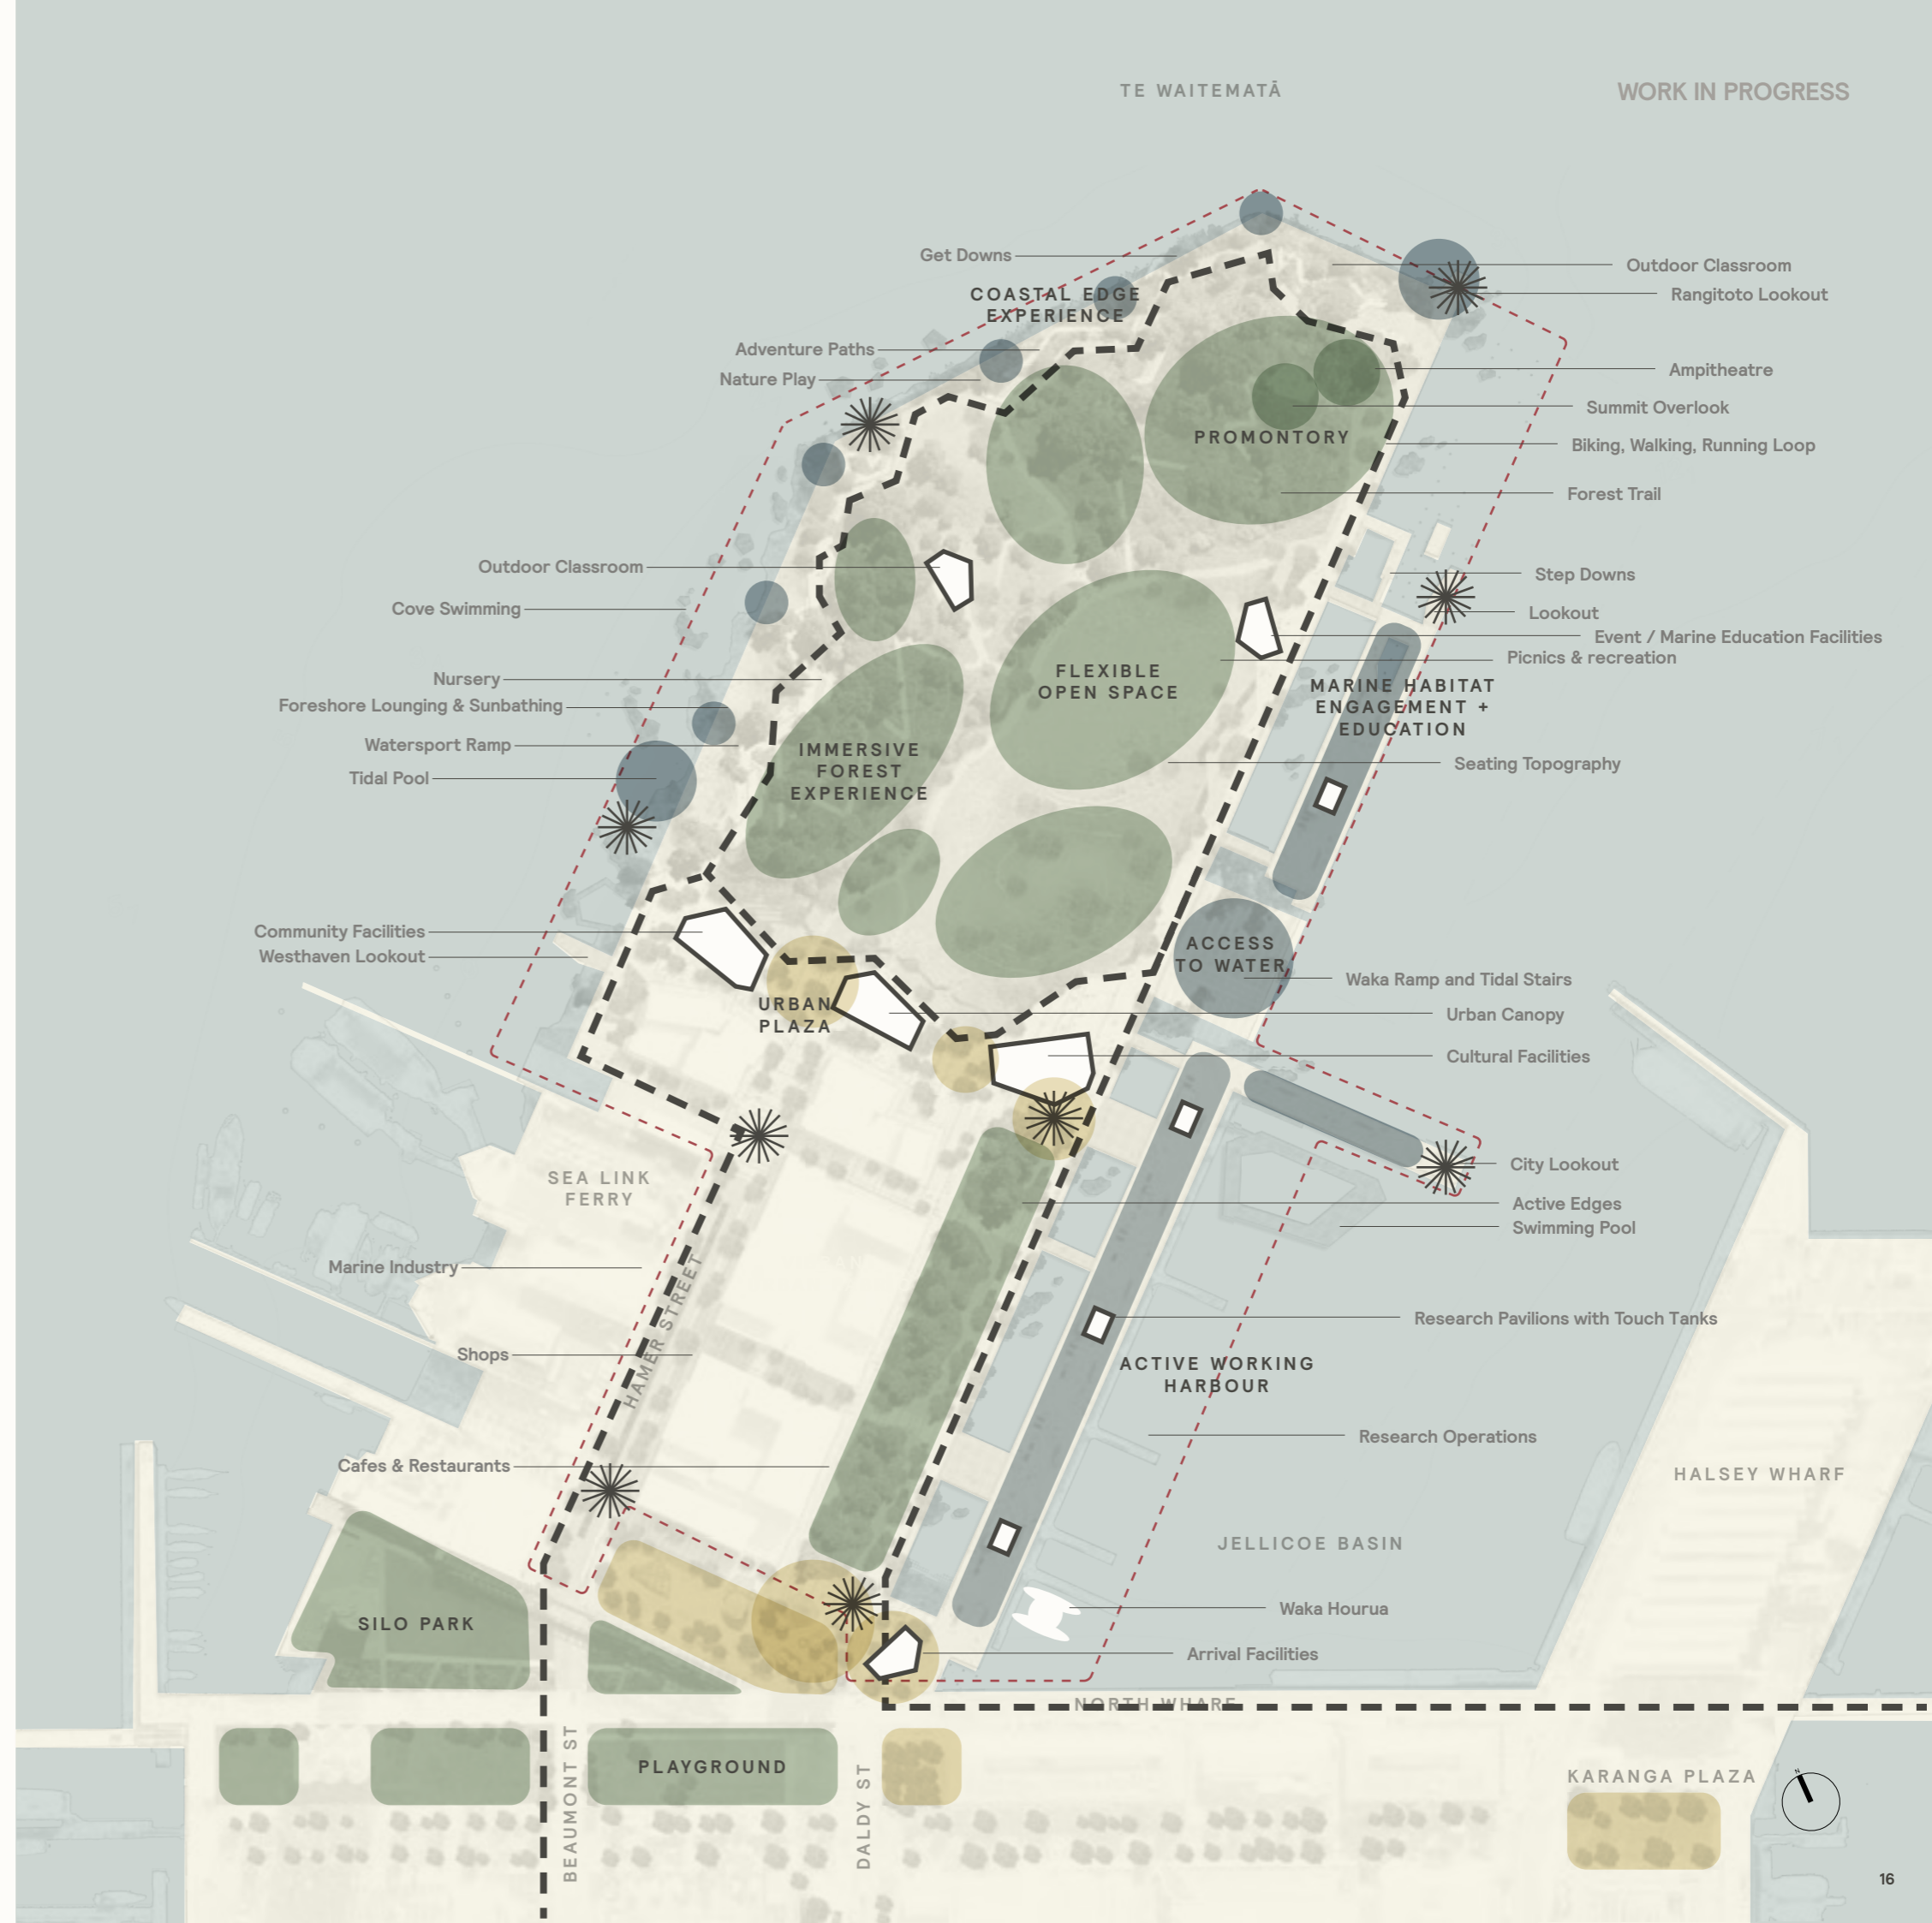 TE WAITEMATĀ
WORK IN PROGRESS
Get Downs
COASTAL EDGE
EXPERIENCE
Adventure Paths
Nature Play
Outdoor Classroom
Rangitoto Lookout
Ampitheatre
Summit Overlook
PROMONTORY
Biking, Walking, Running Loop
Forest Trail
Outdoor Classroom
Cove Swimming
Step Downs
Lookout
Event / Marine Education Facilities
Picnics & recreation
FLEXIBLE
OPEN SPACE
MARINE HABITAT
ENGAGEMENT +
EDUCATION
Nursery
Foreshore Lounging & Sunbathing
Watersport Ramp
Tidal Pool
IMMERSIVE
FOREST
EXPERIENCE
Seating Topography
Community Facilities
Westhaven Lookout
ACCESS
TO WATER
Waka Ramp and Tidal Stairs
URBAN
PLAZA
Urban Canopy
Cultural Facilities
SEA LINK
FERRY
City Lookout
Active Edges
Swimming Pool
Marine Industry
HAMER STREET
Shops
Research Pavilions with Touch Tanks
ACTIVE WORKING
HARBOUR
Cafes & Restaurants
Research Operations
HALSEY WHARF
JELLICOE BASIN
SILO PARK
Waka Hourua
Arrival Facilities
NORTH WHARF
PLAYGROUND
BEAUMONT ST
DALDY ST
KARANGA PLAZA
N
16